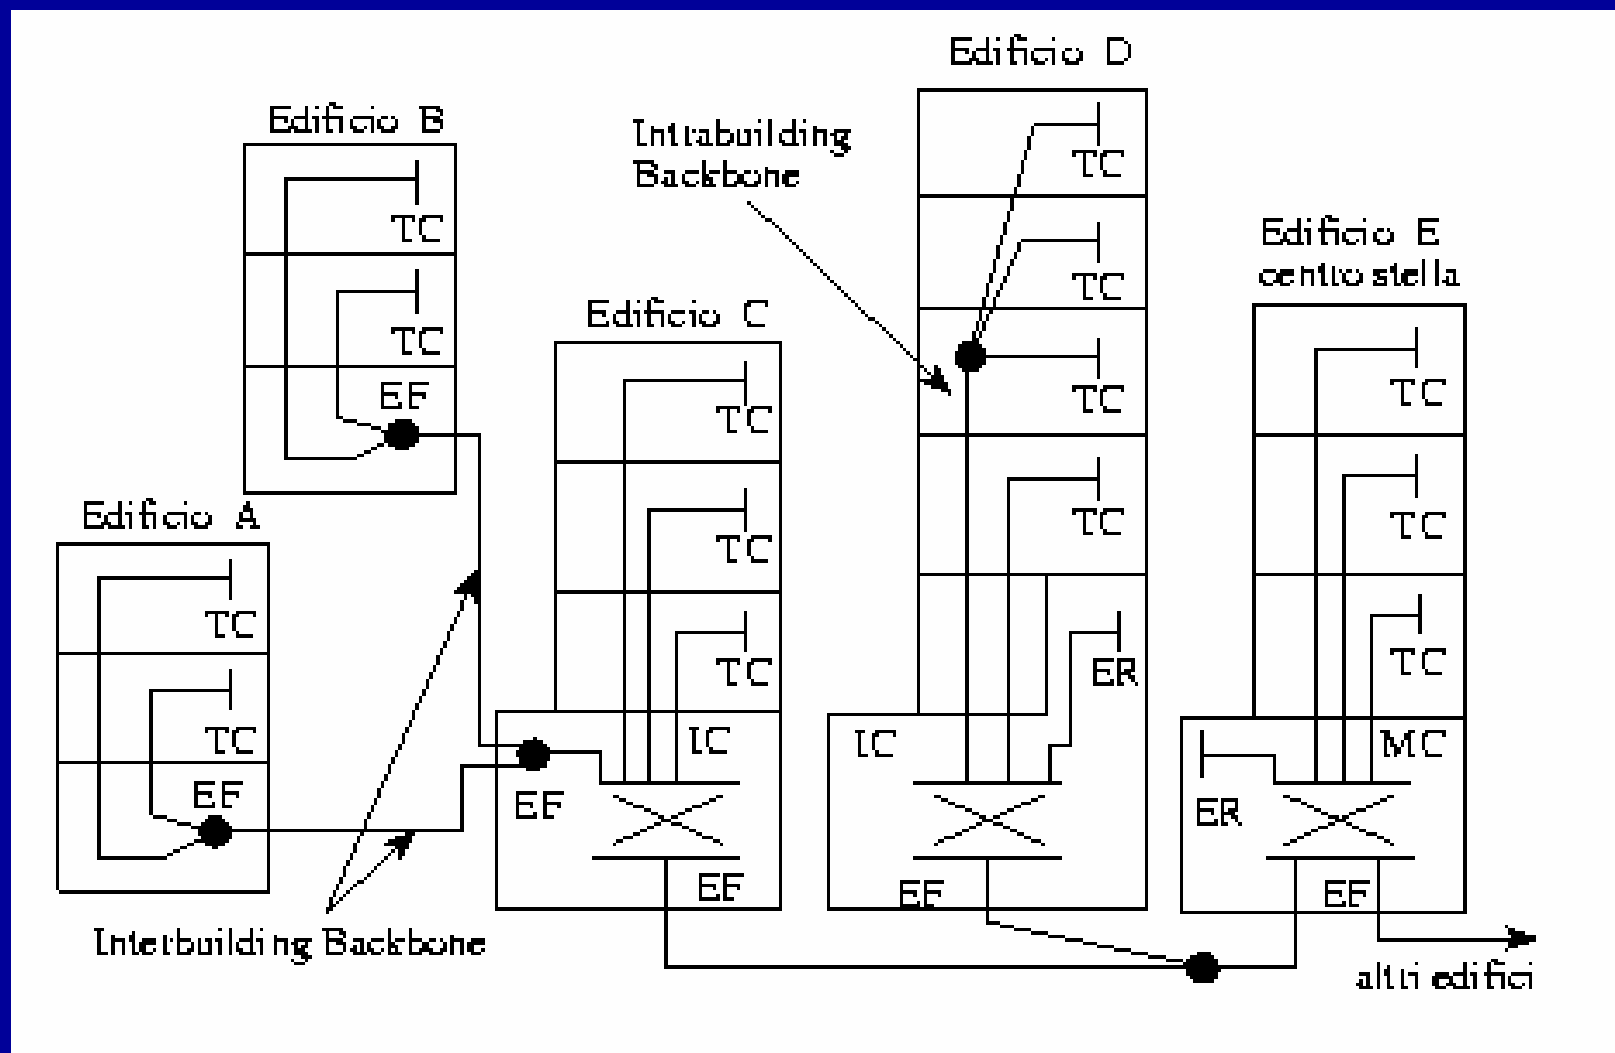 Edificio D
Edificio B
Intrabuilding
Backbone
TC
TC
TC
TC
Edificio E
centro stella
TC
EF
Edificio C
TC
TC
TC
TC
TC
Edificio A
TC
TC
TC
TC
TC
ER
TC
IC
IC
MC
EF
EF
ER
EF
EF
EF
Interbuilding Backbone
altri edifici